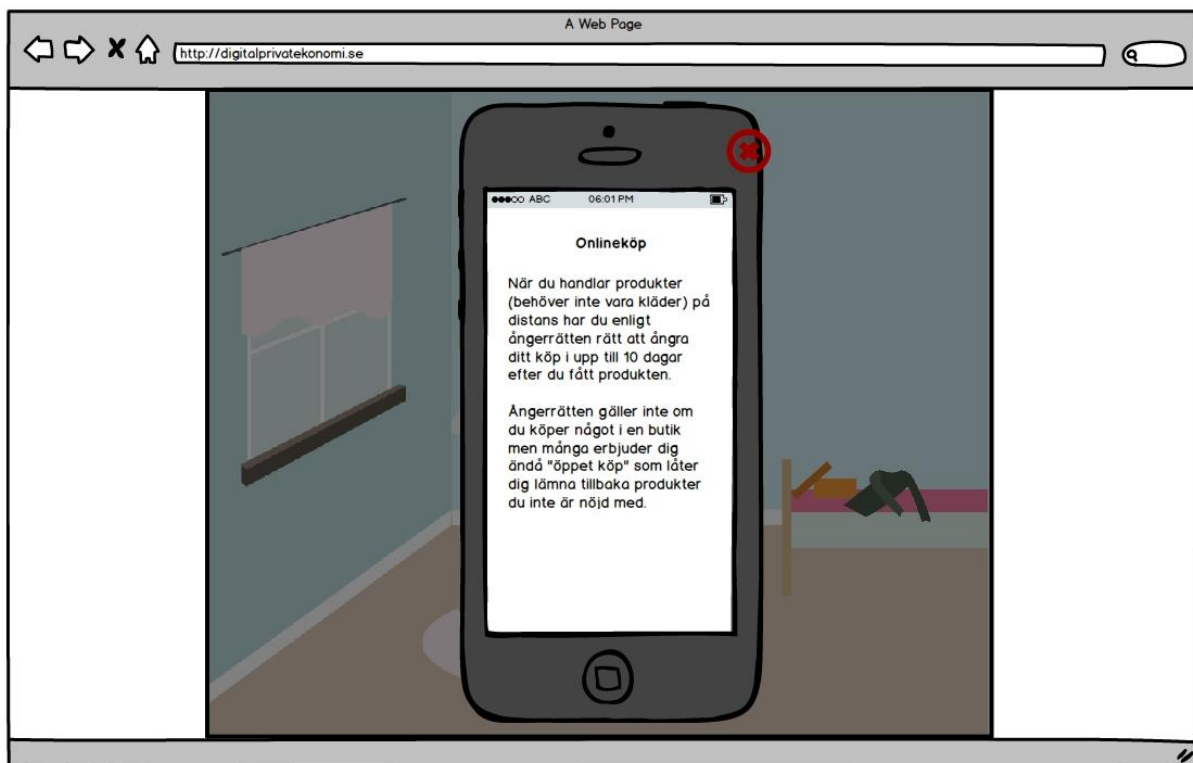 A Web Page
http://digitalprivatekonomi.se
ABC 06:01 PM
Onlineköp
När du handlar produkter
(behöver inte vara kläder) på
distans har du enligt
ångerrätten rätt att ångra
ditt köp i upp till 10 dagar
efter du fått produkten.
Ångerrätten gäller inte om
du köper något i en butik
men många erbjuder dig
ändå "öppet köp" som låter
dig lämna tillbaka produkter
du inte är nöjd med.